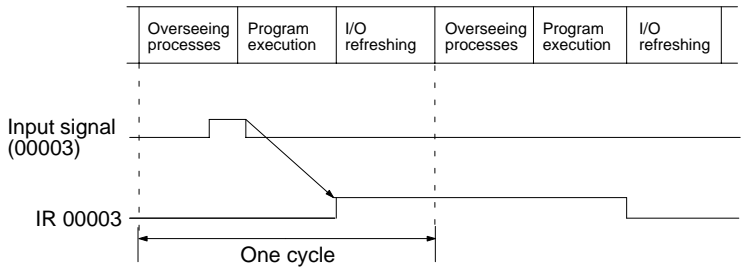 Overseeing processes
Program execution
I/O refreshing
Overseeing processes
Program execution
I/O refreshing
Input signal
(00003)
IR 00003
One cycle